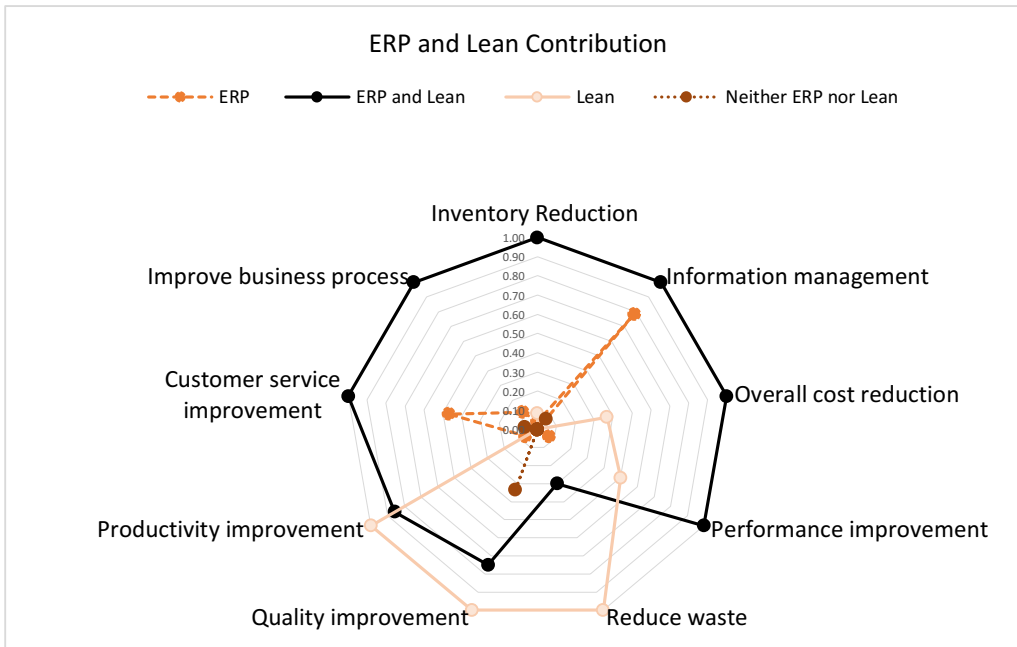 ERP and Lean Contribution
ERP
ERP and Lean
Lean
Neither ERP nor Lean
Inventory Reduction
Information management
Overall cost reduction
Performance improvement
Reduce waste
Quality improvement
Productivity improvement
Customer service
improvement
Improve business process
1.00
0.90
0.80
0.70
0.60
0.50
0.40
0.30
0.20
0.10
0.00